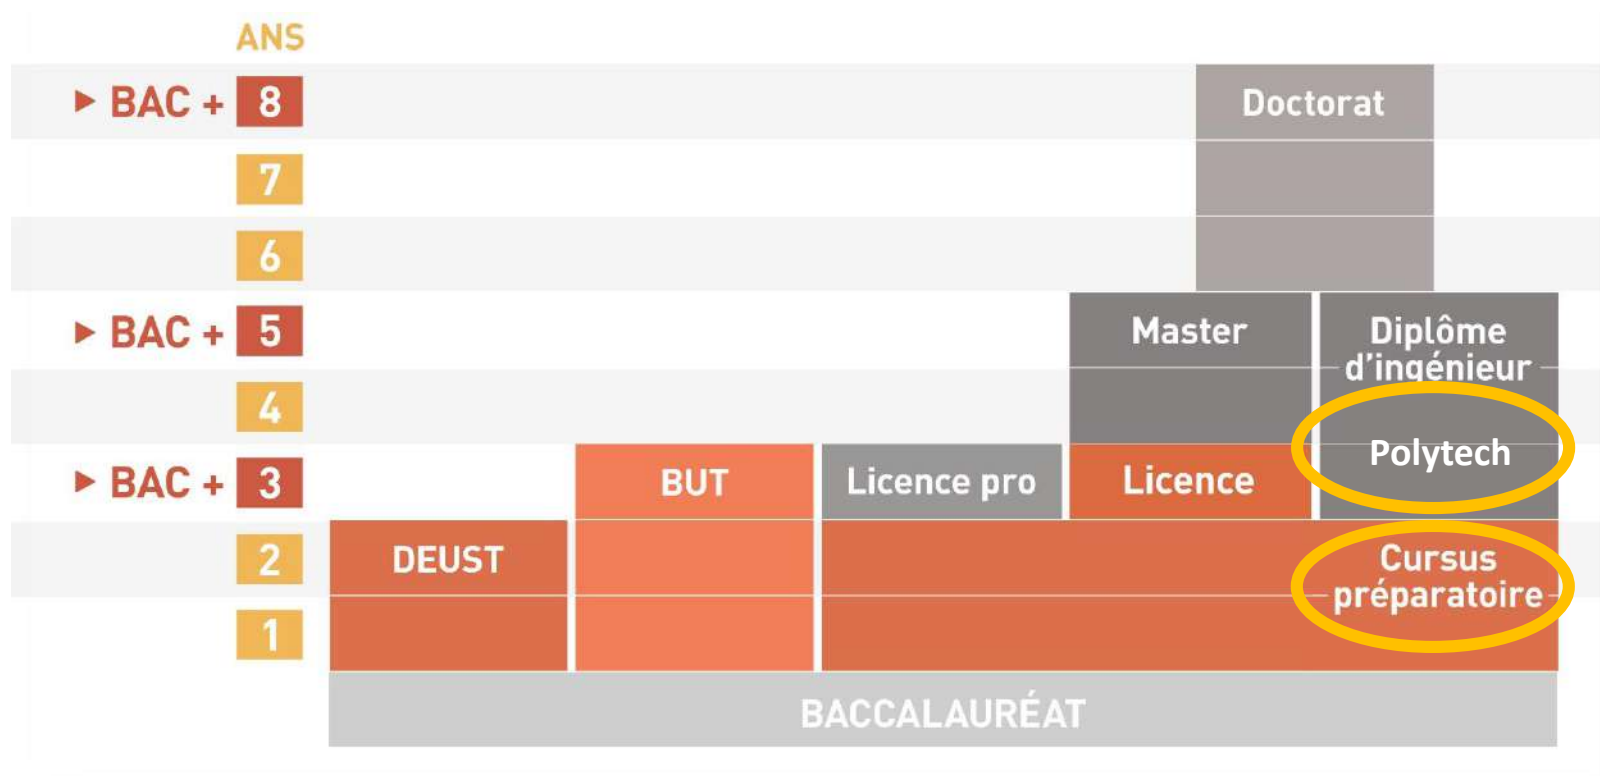 ANS
► BAC + 8
Doctorat
7
6
► BAC + 5
Master
Diplôme
d'ingénieur
4
Polytech
► BAC + 3
BUT
Licence pro
Licence
2
DEUST
Cursus
préparatoire
1
BACCALAURÉAT